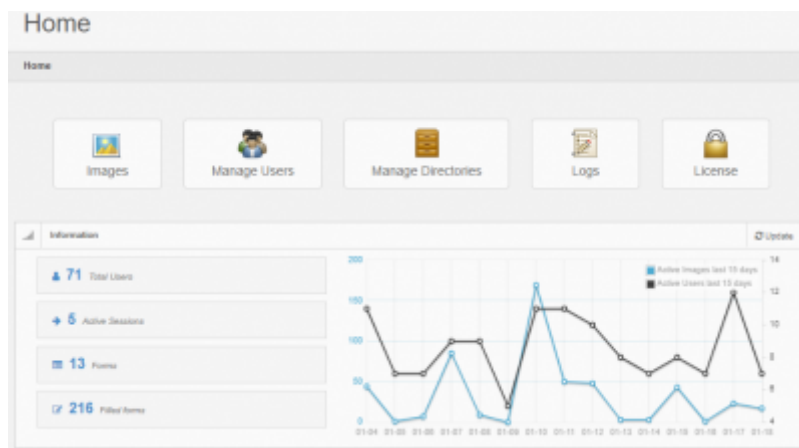 Home
Home
Images
Manage Users
Manage Directories
Logs
License
Information
Update
71 Total Users
5 Active Sessions
13 Forms
216 Filled forms
Active Images last 15 days
Active Users last 15 days
200
150
100
50
0
14
12
10
8
6
4
01-04 01-05 01-06 01-07 01-08 01-09 01-10 01-11 01-12 01-13 01-14 01-15 01-16 01-17 01-18